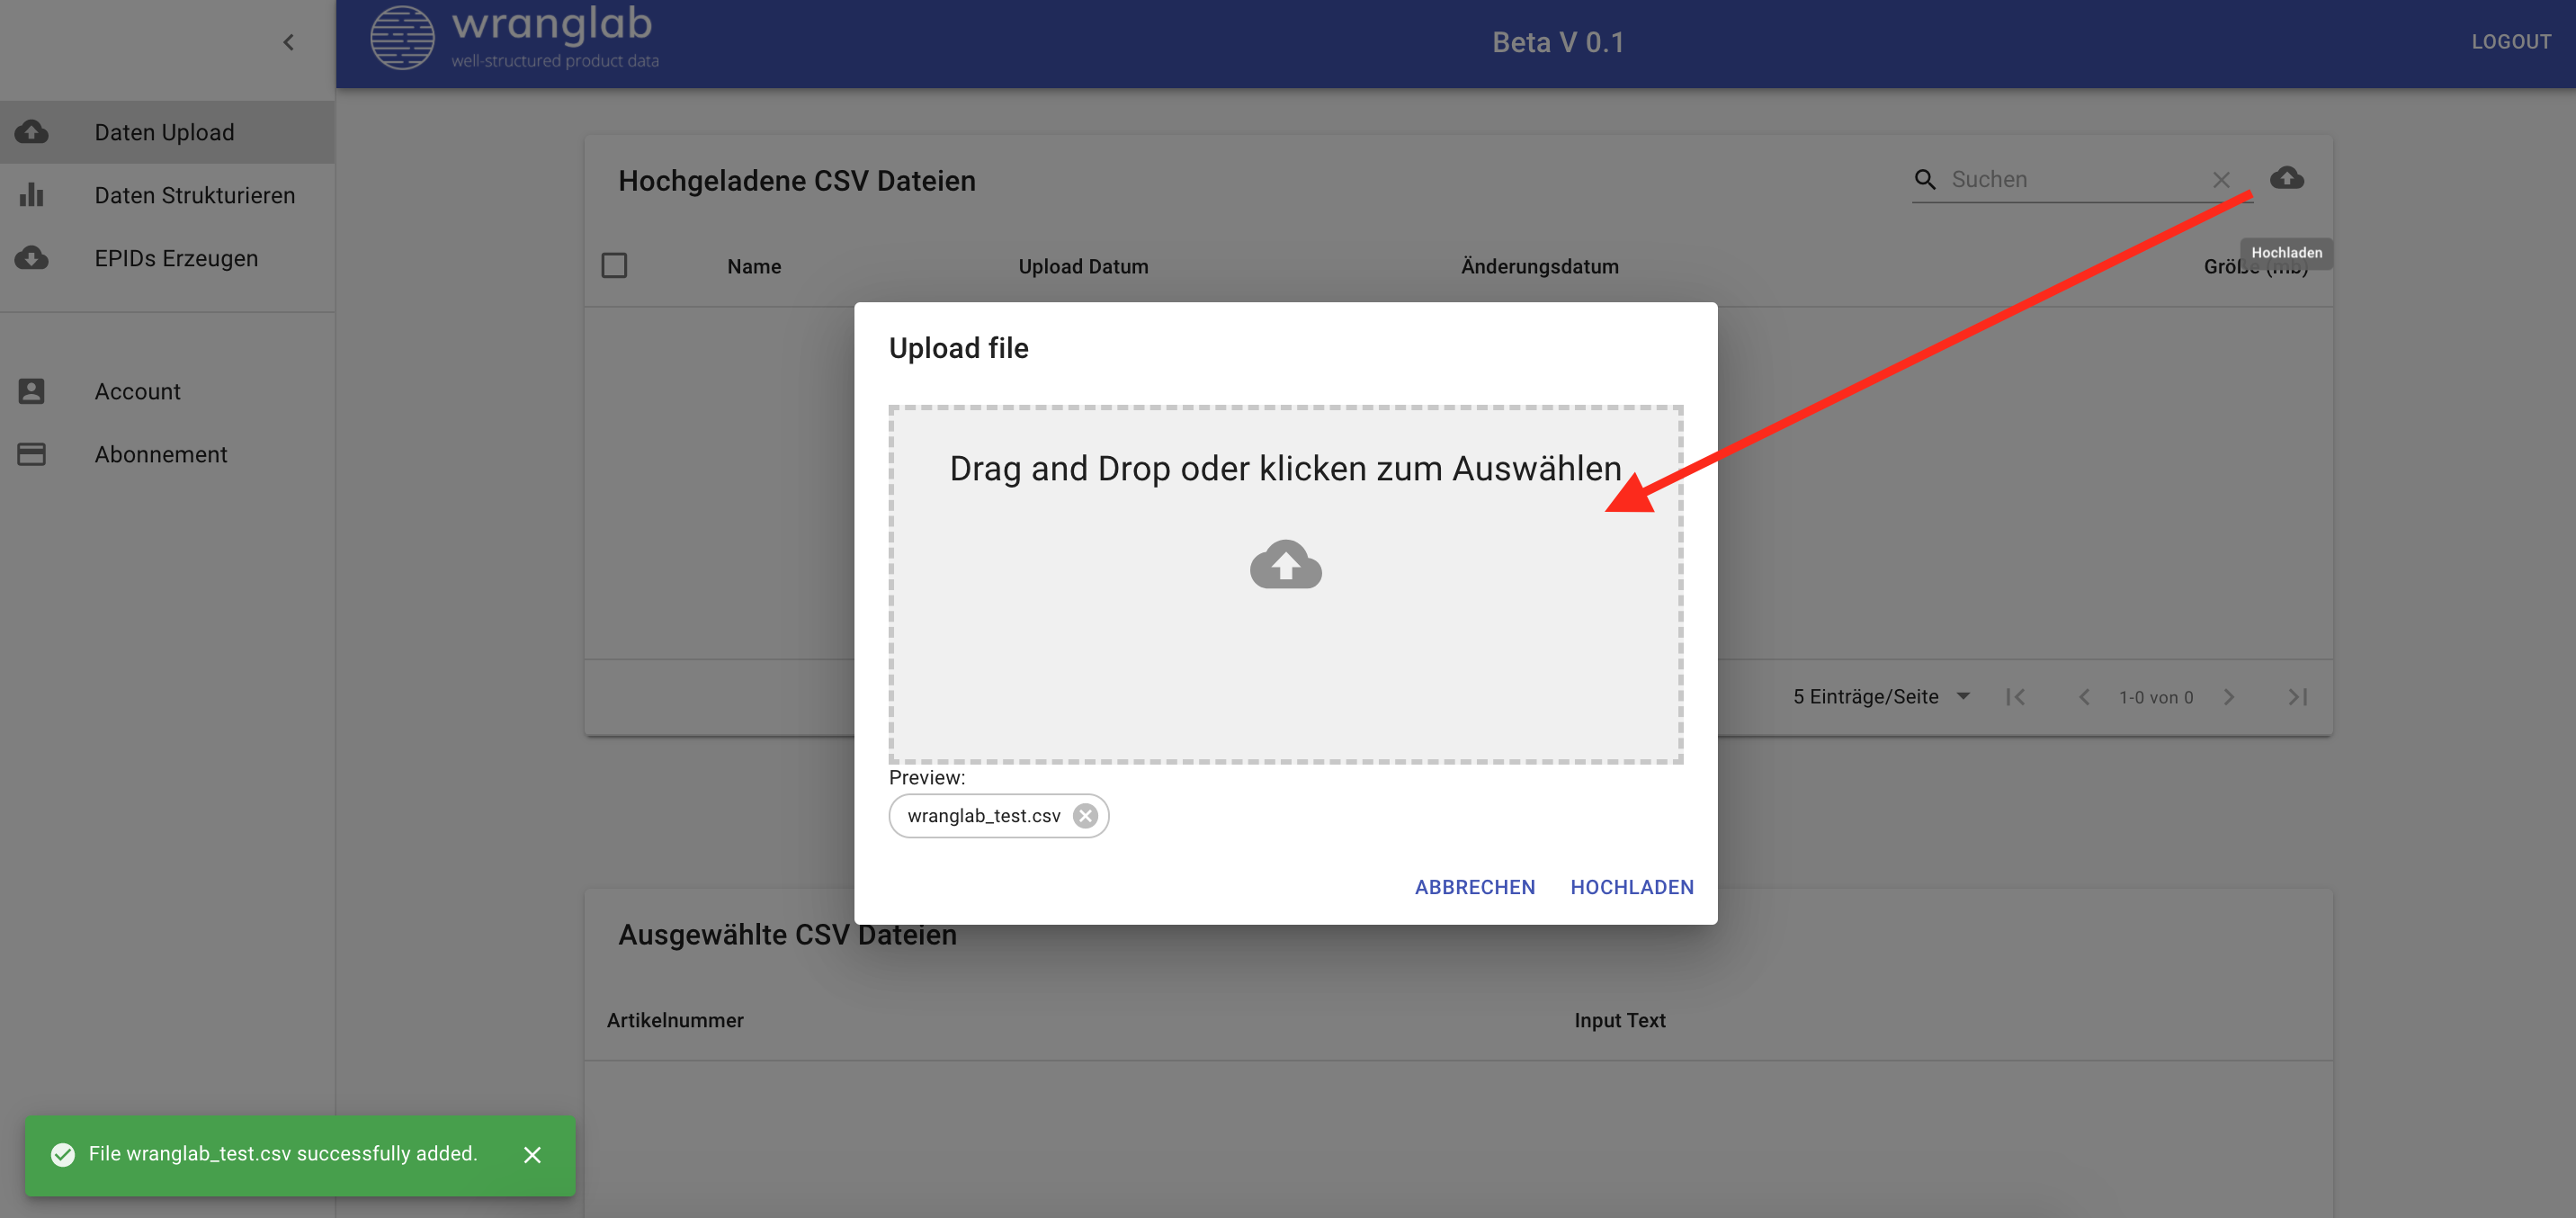 wranglab
well-structured product data
Beta V 0.1
LOGOUT
Daten Upload
Daten Strukturieren
EPIDs Erzeugen
Account
Abonnement
Hochgeladene CSV Dateien
Suchen
Hochladen
Name
Upload Datum
Änderungsdatum
Größe (mb)
Upload file
Drag and Drop oder klicken zum Auswählen
Preview:
wranglab_test.csv
ABBRECHEN
HOCHLADEN
5 Einträge/Seite
1-0 von 0
Ausgewählte CSV Dateien
Artikelnummer
Input Text
File wranglab_test.csv successfully added.